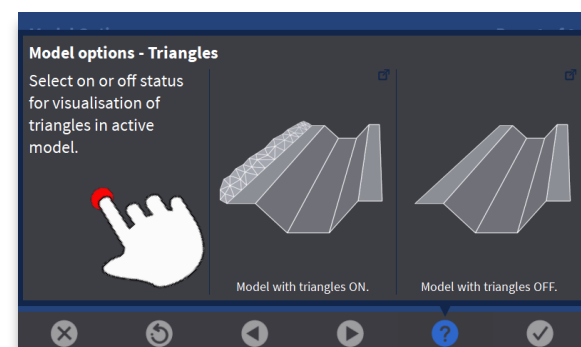 Model options - Triangles
Select on or off status
for visualisation of
triangles in active
model.
Model with triangles ON.
Model with triangles OFF.
?